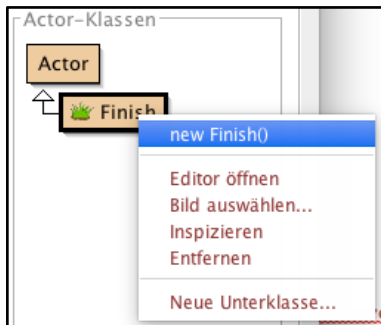 Actor-Klassen
Actor
Finish
new Finish()
Editor öffnen
Bild auswählen...
Inspizieren
Entfernen
Neue Unterklasse...